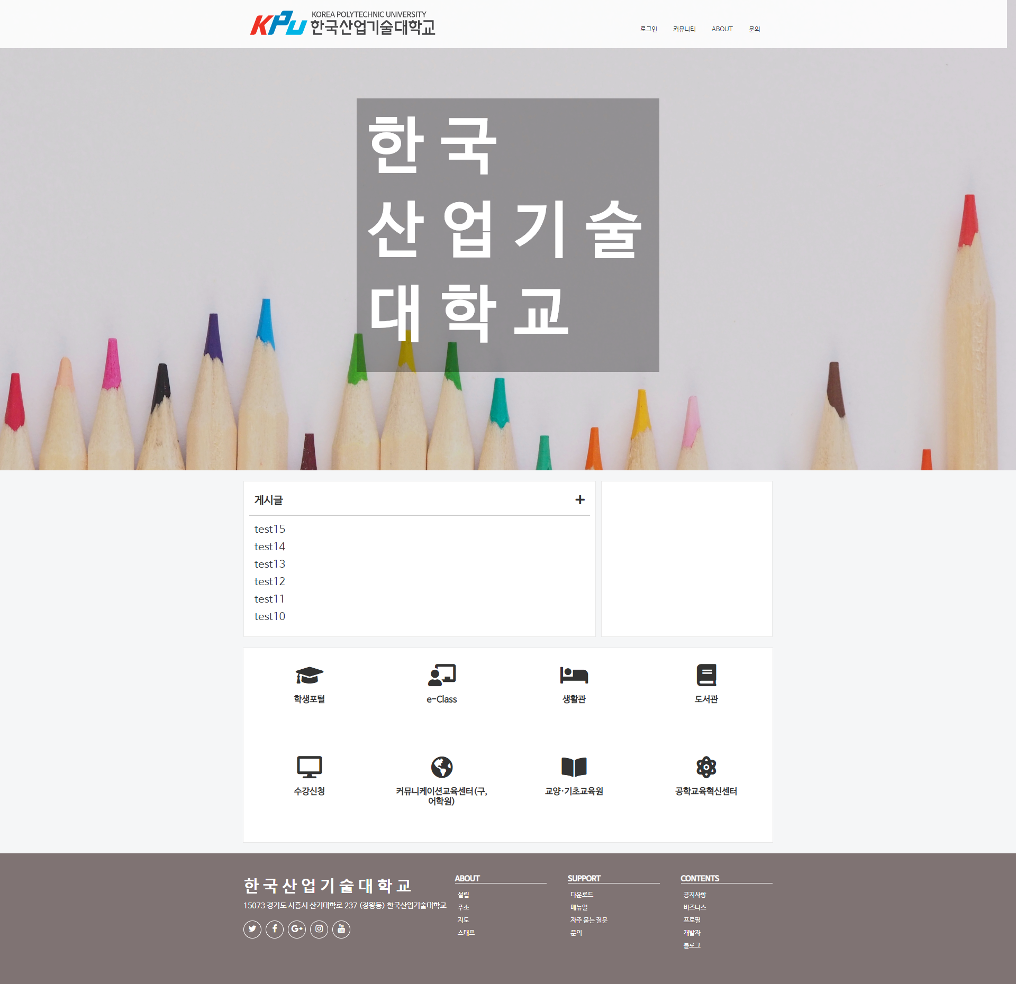 KPU
KOREA POLYTECHNIC UNIVERSITY
한국산업기술대학교
로그인 커뮤니티 ABOUT 문의
한국
산업기술
대학교
게시글 +
test15
test14
test13
test12
test11
test10
학생포털 e-Class 생활관 도서관
수강신청 커뮤니케이션교육센터(구, 어학원) 교양·기초교육원 공학교육혁신센터
한국산업기술대학교
15073 경기도 시흥시 산기대학로 237 (정왕동) 한국산업기술대학교
ABOUT
설립
주소
지도
스태프
SUPPORT
다운로드
매뉴얼
자주 묻는 질문
문의
CONTENTS
공지사항
비즈니스
프로필
개발자
블로그